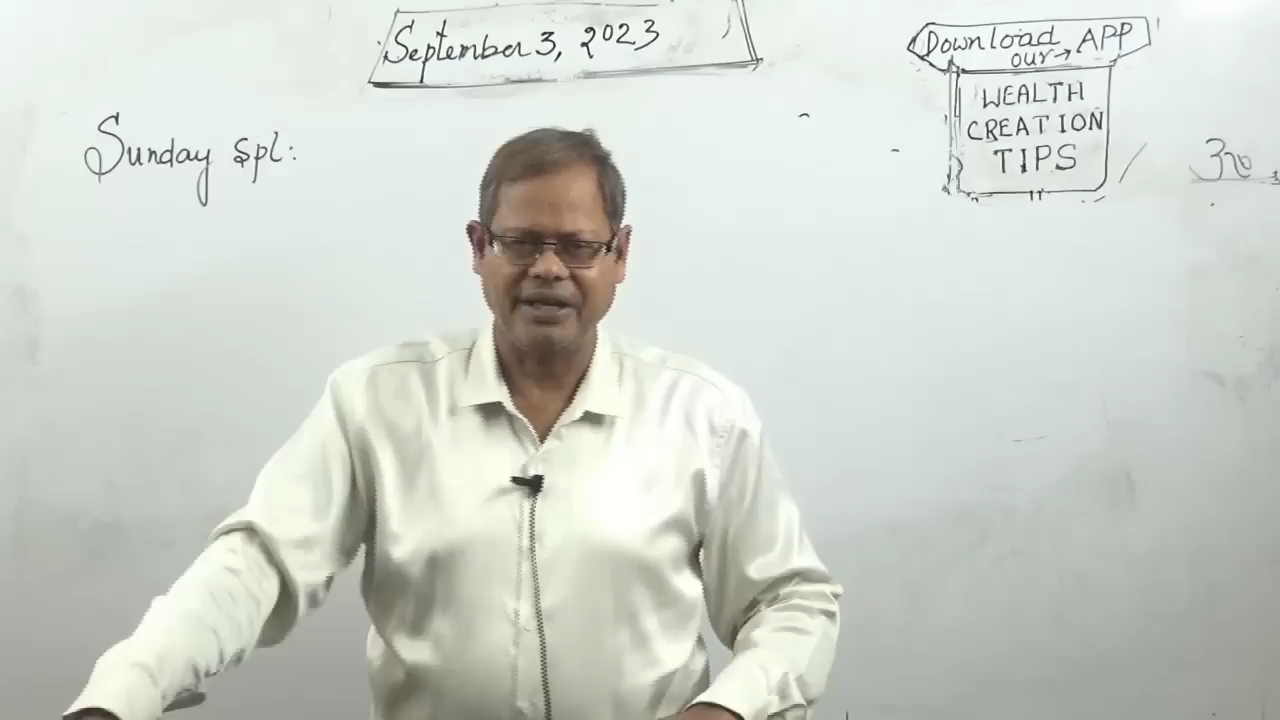 September 3, 2023
Download
our→ APP
WEALTH
CREATION
TIPS
Sunday Spl: